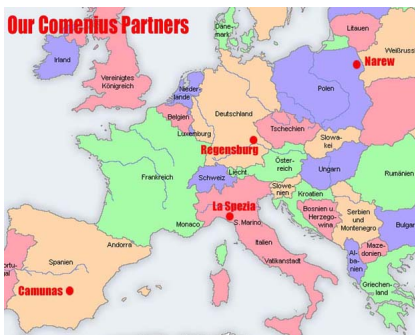 Our Comenius Partners
Däne-
mark
Litauen
Weißruss
Irland
Vereinigtes
Königreich
Nieder-
lande
Narew
Polen
Belgien
Deutschland
Luxemburg
Regensburg
Tschechien
Slowa-
kei
Frankreich
Schweiz
Liecht.
Öster-
reich
Ungarn
Rumänien
Slowenien
Kroatien
La Spezia
S. Marino
Bosnien u.
Herzego-
wina
Serbien
und
Montenegro
Bulgar
Monaco
Andorra
Italien
Vatikanstadt
Al-
ba-
nien
Maze-
donien
Portu-
gal
Spanien
Camunas
Griechen-
land